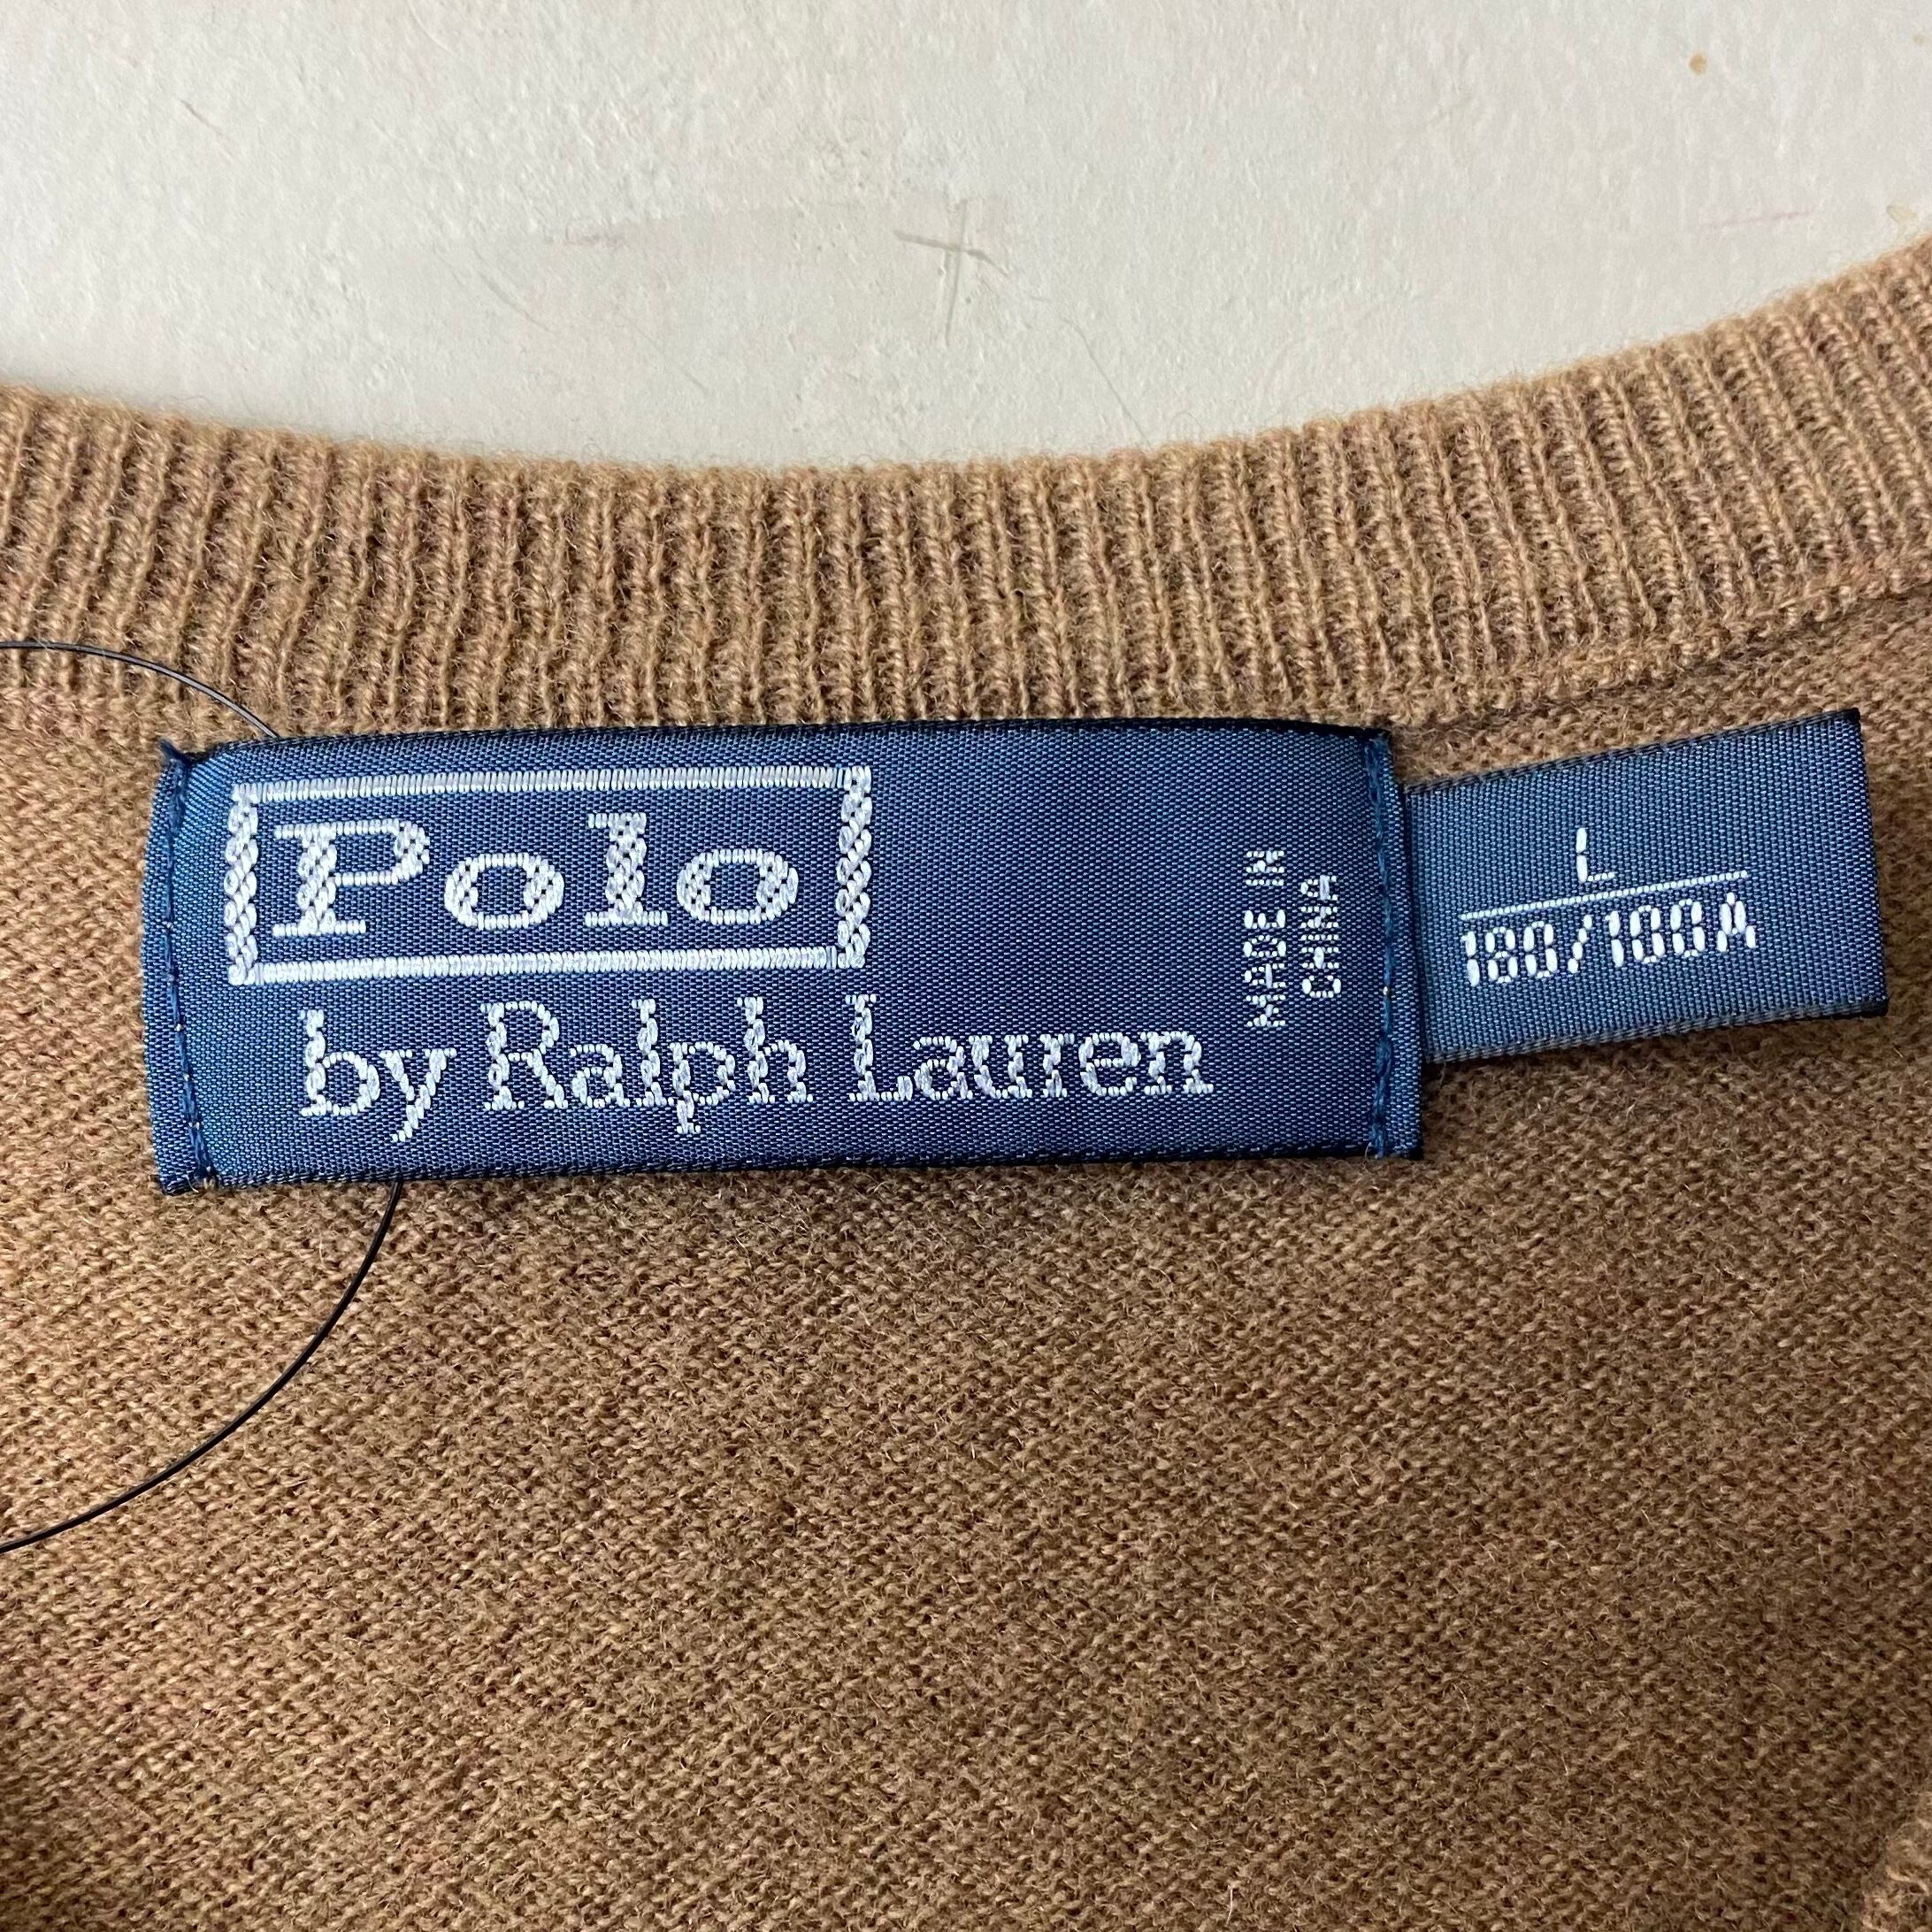 Polo
by Ralph Lauren
MADE IN
CHINA
L
180/100A